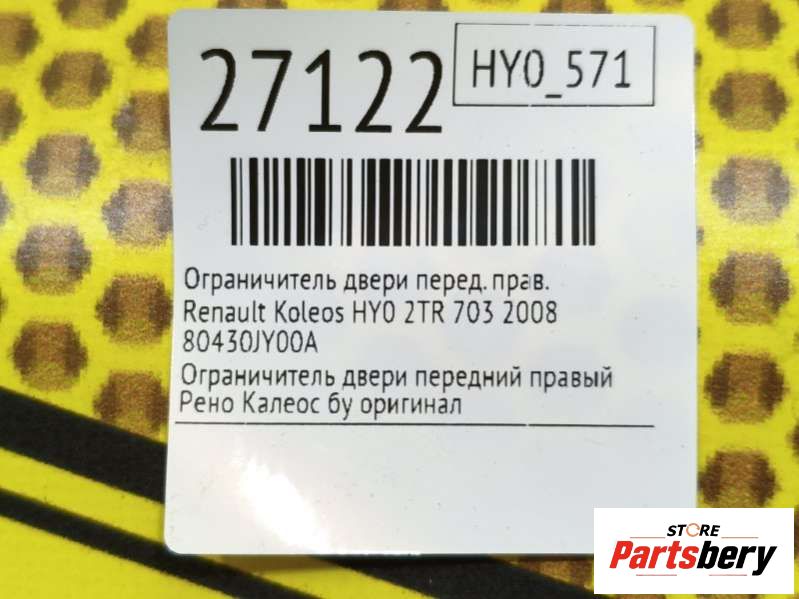 27122
HY0_571
Ограничитель двери перед. прав.
Renault Koleos HY0 2TR 703 2008
80430JY00A
Ограничитель двери передний правый
Рено Калеос бу оригинал
STORE
Partsbery